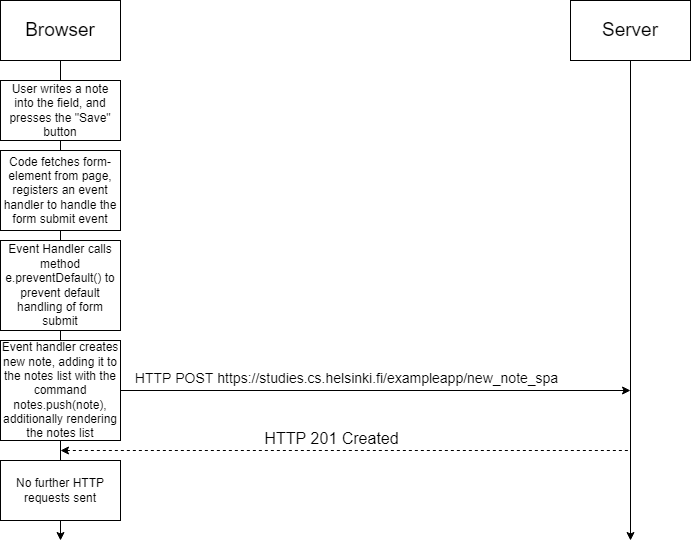 Browser
Server
User writes a note
into the field, and
presses the "Save"
button
Code fetches form-
element from page,
registers an event
handler to handle the
form submit event
Event Handler calls
method
e.preventDefault() to
prevent default
handling of form
submit
Event handler creates
new note, adding it to
the notes list with the
command
notes.push(note),
additionally rendering
the notes list
HTTP POST https://studies.cs.helsinki.fi/exampleapp/new_note_spa
HTTP 201 Created
No further HTTP
requests sent